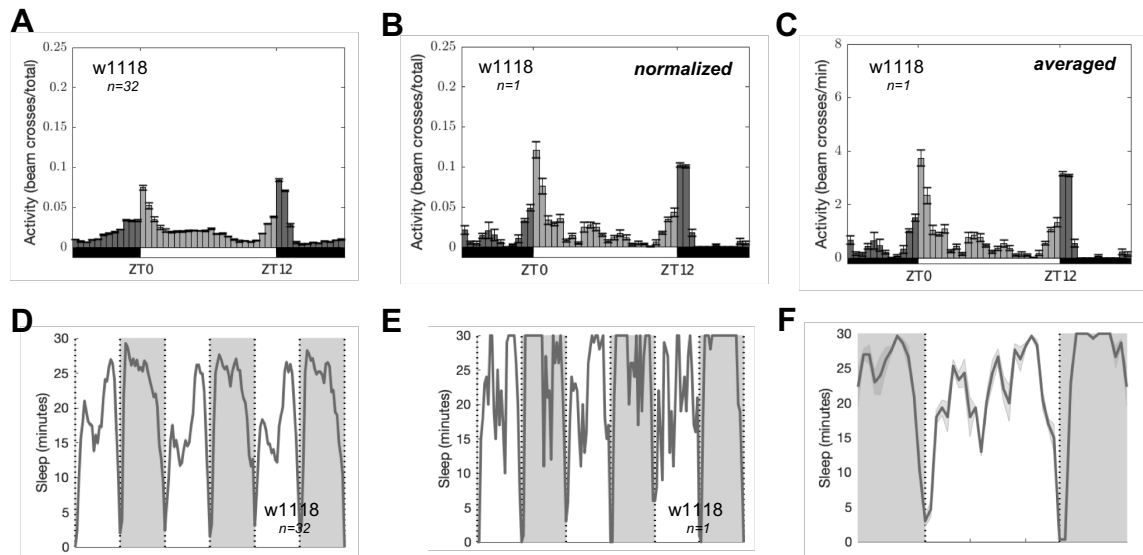 A
Activity (beam crosses/total)
0.25
0.2
0.15
0.1
0.05
0
w1118
n=32
ZT0
ZT12
B
Activity (beam crosses/total)
0.25
0.2
0.15
0.1
0.05
0
w1118
n=1
normalized
ZT0
ZT12
C
Activity (beam crosses/min)
8
6
4
2
0
w1118
n=1
averaged
ZT0
ZT12
D
Sleep (minutes)
30
25
20
15
10
5
0
w1118
n=32
E
Sleep (minutes)
30
25
20
15
10
5
0
w1118
n=1
F
Sleep (minutes)
30
25
20
15
10
5
0